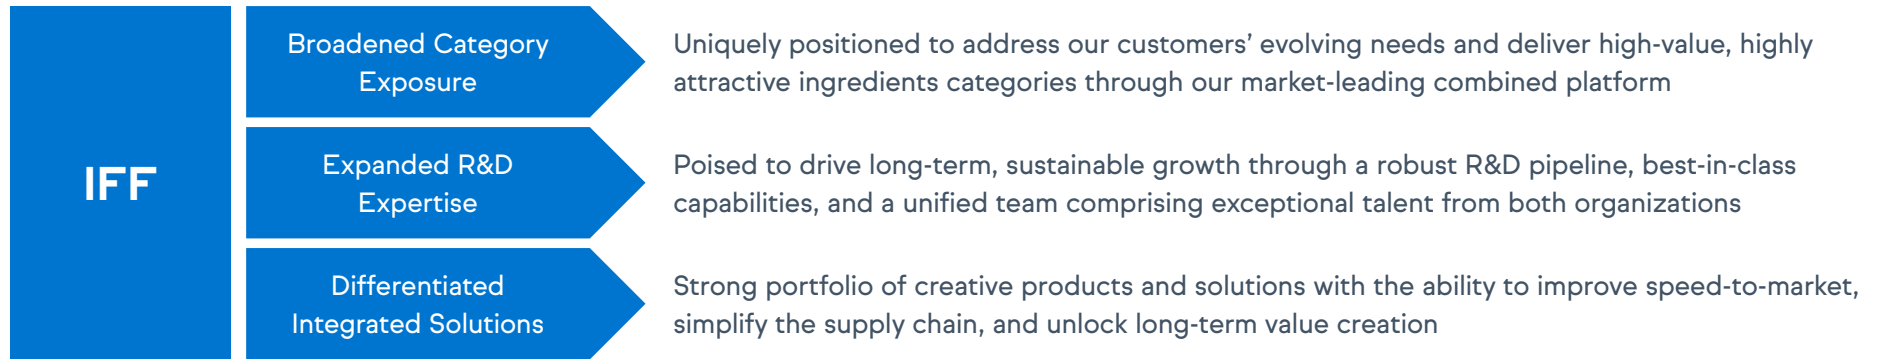 IFF
Broadened Category
Exposure
Uniquely positioned to address our customers’ evolving needs and deliver high-value, highly
attractive ingredients categories through our market-leading combined platform
Expanded R&D
Expertise
Poised to drive long-term, sustainable growth through a robust R&D pipeline, best-in-class
capabilities, and a unified team comprising exceptional talent from both organizations
Differentiated
Integrated Solutions
Strong portfolio of creative products and solutions with the ability to improve speed-to-market,
simplify the supply chain, and unlock long-term value creation